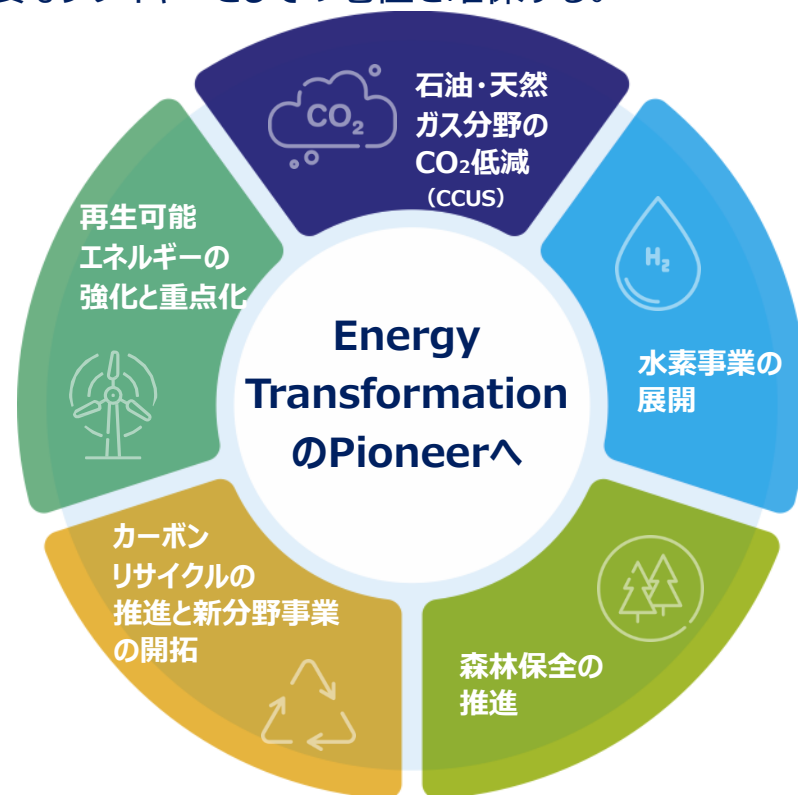 石油・天然
ガス分野の
CO₂低減
（CCUS）
CO₂
H₂
水素事業の
展開
森林保全の
推進
カーボン
リサイクルの
推進と新分野事業
の開拓
再生可能
エネルギーの
強化と重点化
Energy
Transformation
のPioneerへ